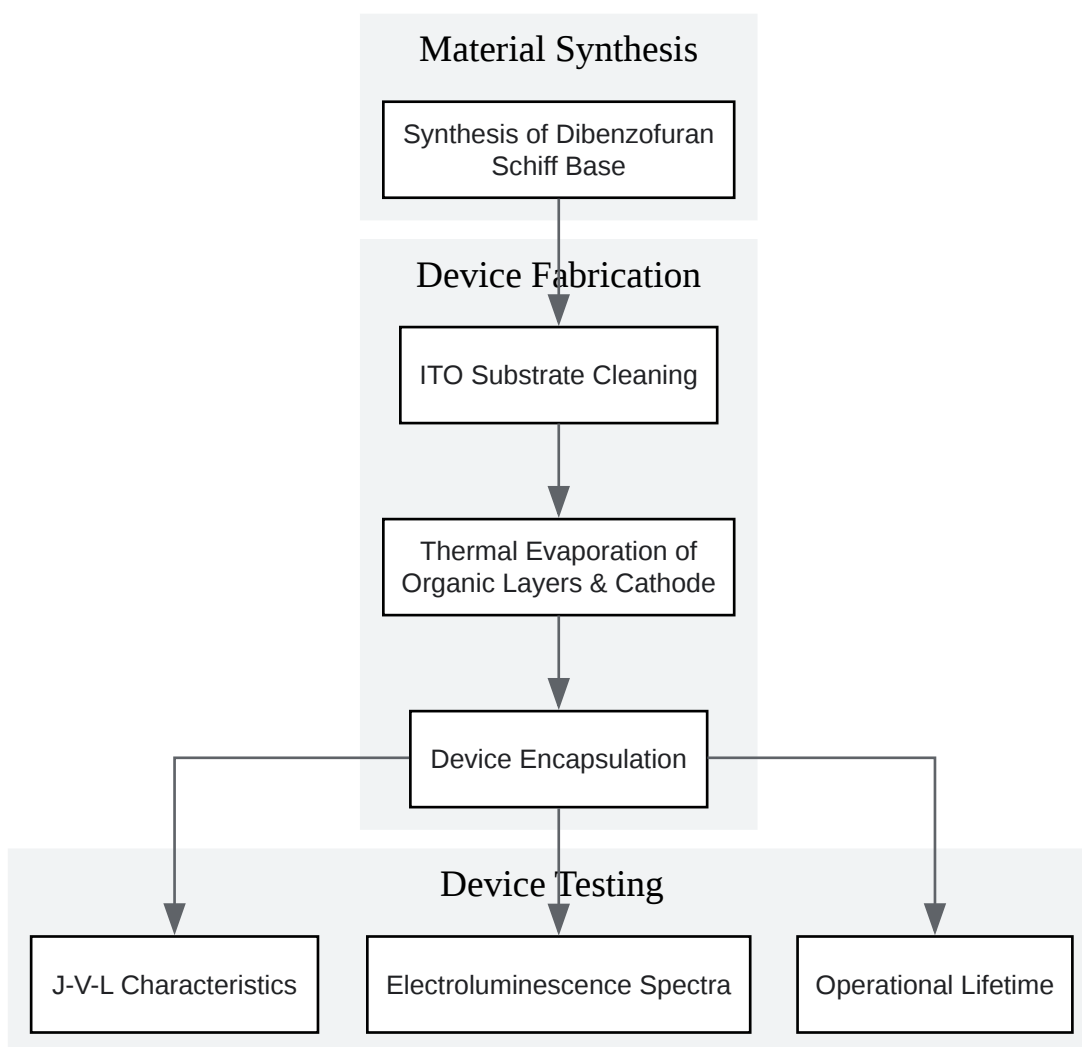 Material Synthesis
Synthesis of Dibenzofuran
Schiff Base
Device Fabrication
ITO Substrate Cleaning
Thermal Evaporation of
Organic Layers & Cathode
Device Encapsulation
Device Testing
J-V-L Characteristics
Electroluminescence Spectra
Operational Lifetime